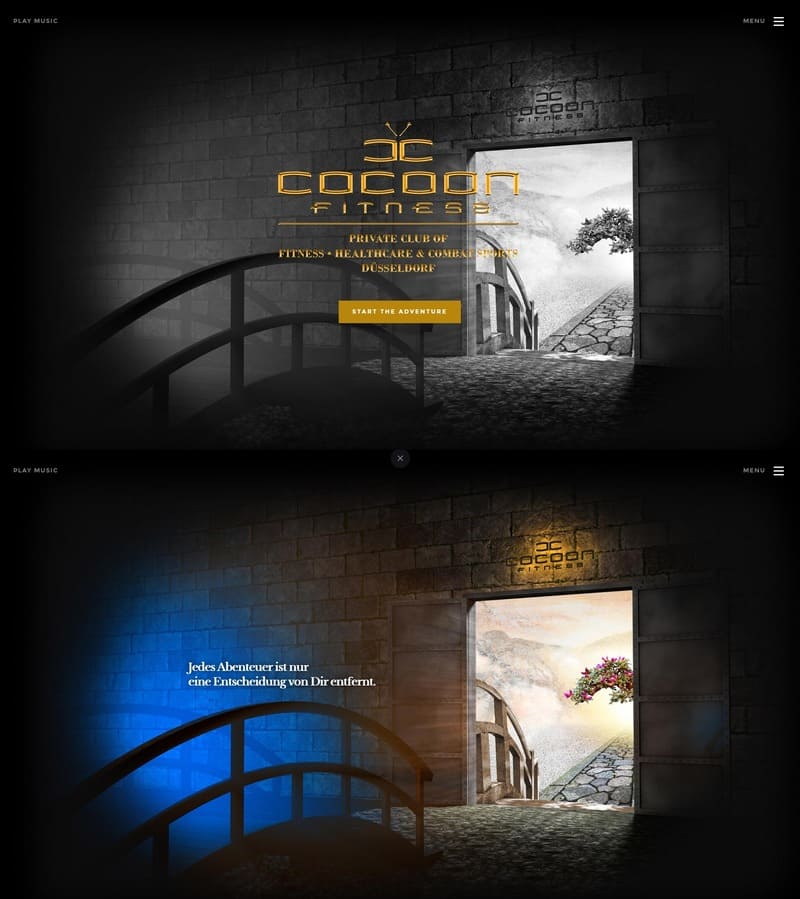 PLAY MUSIC
MENU
COCOON
FITNESS
COCOON
FITNESS
PRIVATE CLUB OF
FITNESS • HEALTHCARE & COMBAT SPORTS
DÜSSELDORF
START THE ADVENTURE
PLAY MUSIC
MENU
COCOON
FITNESS
Jedes Abenteuer ist nur
eine Entscheidung von Dir entfernt.